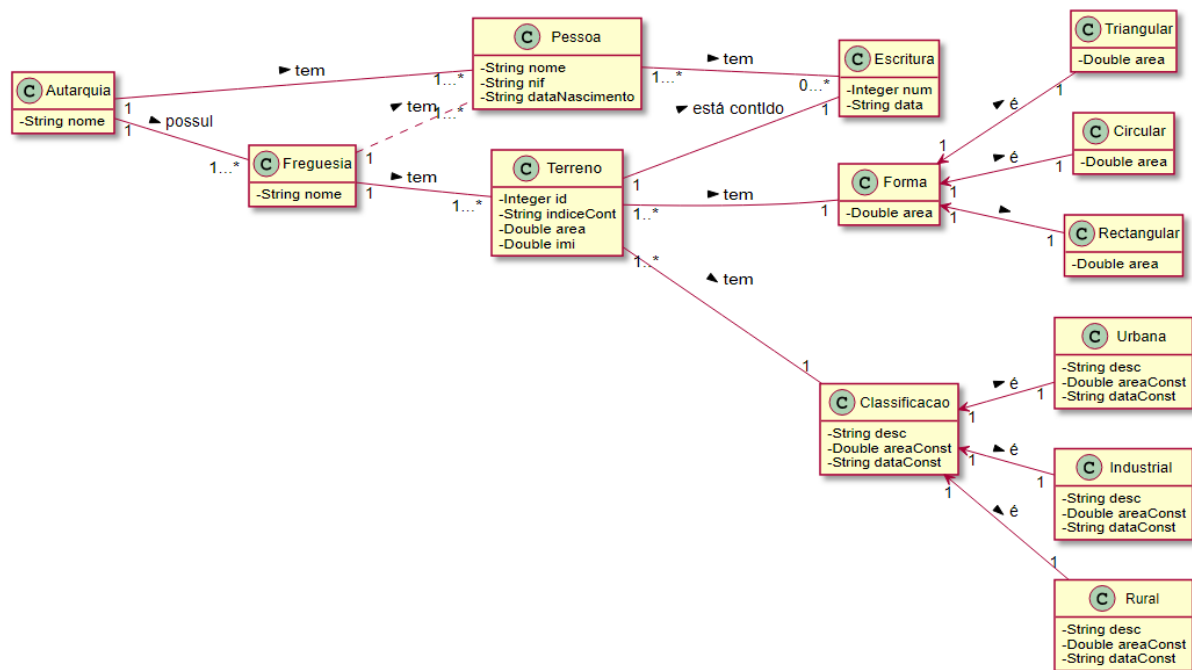 C Autarquia
-String nome
tem
1
1...*
possul
1
1...*
C Freguesia
-String nome
tem
1
1...*
tem
1
1...*
C Pessoa
-String nome
-String nif
-String dataNascimento
tem
1...*
0...*
C Terreno
-Integer id
-String indiceCont
-Double area
-Double imi
está contIdo
1
1
tem
1..*
1
tem
1..*
1
C Escritura
-Integer num
-String data
C Forma
-Double area
é
1
1
é
1
1
1
1
C Triangular
-Double area
C Circular
-Double area
C Rectangular
-Double area
C Classificacao
-String desc
-Double areaConst
-String dataConst
é
1
1
é
1
1
é
1
1
C Urbana
-String desc
-Double areaConst
-String dataConst
C Industrial
-String desc
-Double areaConst
-String dataConst
C Rural
-String desc
-Double areaConst
-String dataConst